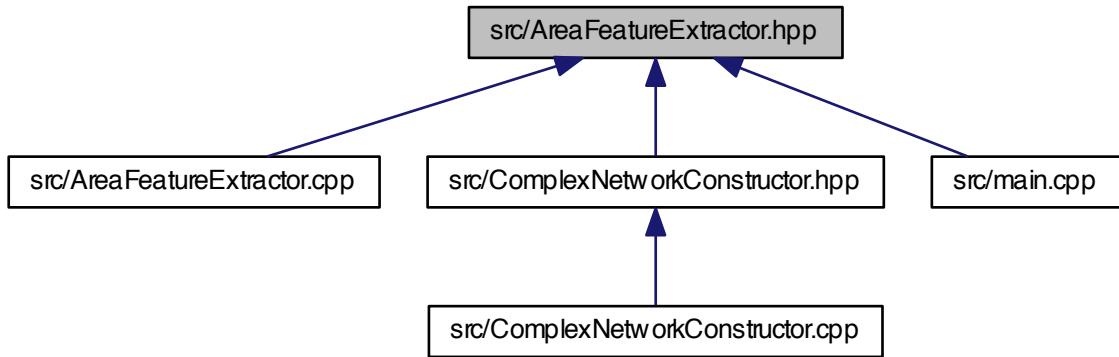 src/AreaFeatureExtractor.hpp
src/AreaFeatureExtractor.cpp
src/ComplexNetworkConstructor.hpp
src/main.cpp
src/ComplexNetworkConstructor.cpp